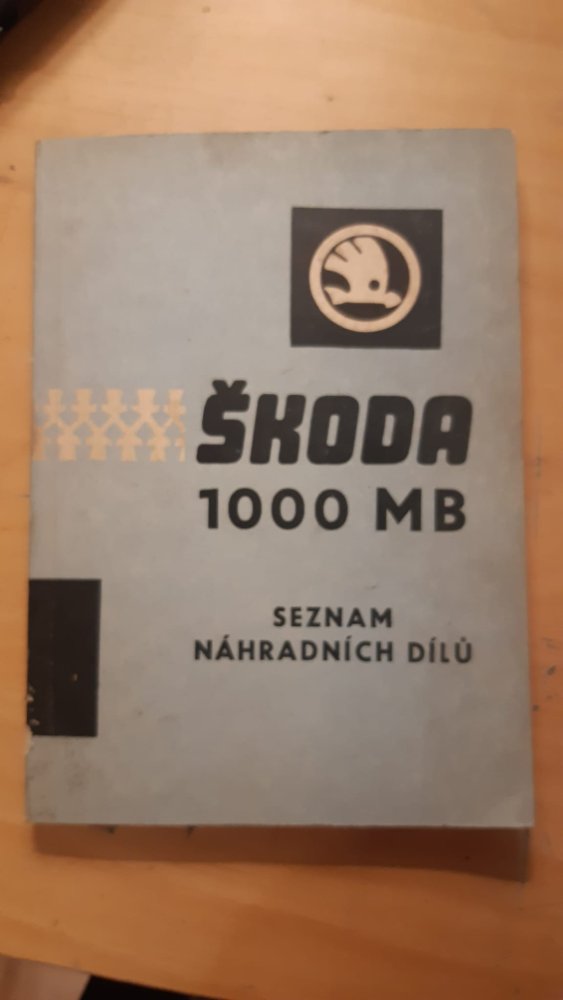 ŠKODA
1000 MB
SEZNAM
NÁHRADNÍCH DÍLŮ